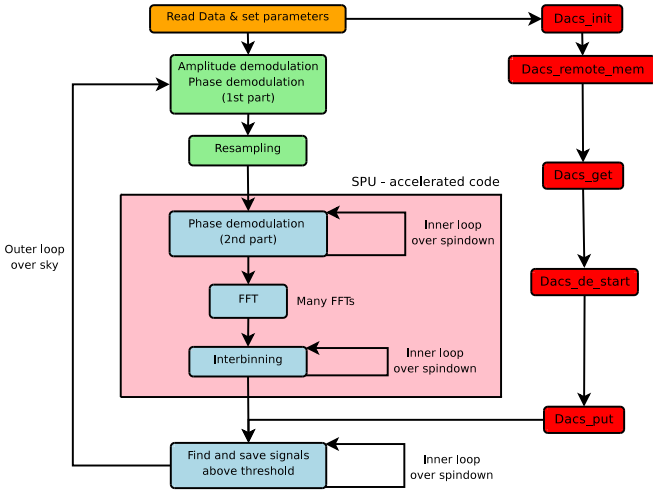 Read Data & set parameters
Dacs_init
Amplitude demodulation
Phase demodulation
(1st part)
Dacs_remote_mem
Resampling
SPU - accelerated code
Dacs_get
Phase demodulation
(2nd part)
Inner loop
over spindown
Outer loop
over sky
Dacs_de_start
FFT
Many FFTs
Interbinning
Inner loop
over spindown
Dacs_put
Find and save signals
above threshold
Inner loop
over spindown